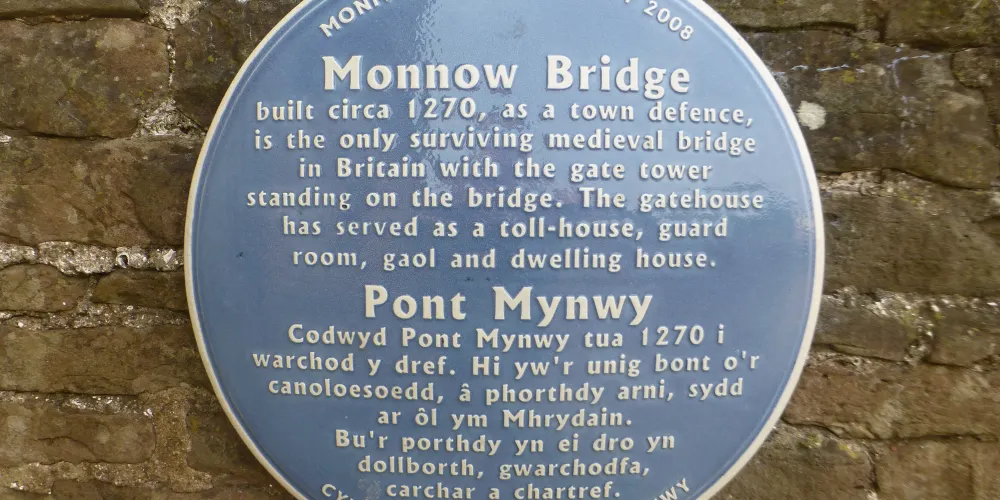 2008
Monnow Bridge
built circa 1270, as a town defence,
is the only surviving medieval bridge
in Britain with the gate tower
standing on the bridge. The gatehouse
has served as a toll-house, guard
room, gaol and dwelling house.
Pont Mynwy
Codwyd Pont Mynwy tua 1270 i
warchod y dref. Hi yw'r unig bont o'r
canoloesoedd, â phorthdy arni, sydd
ar ôl ym Mhrydain.
Bu'r porthdy yn ei dro yn
dollborth, gwarchodfa,
carchar a chartref.